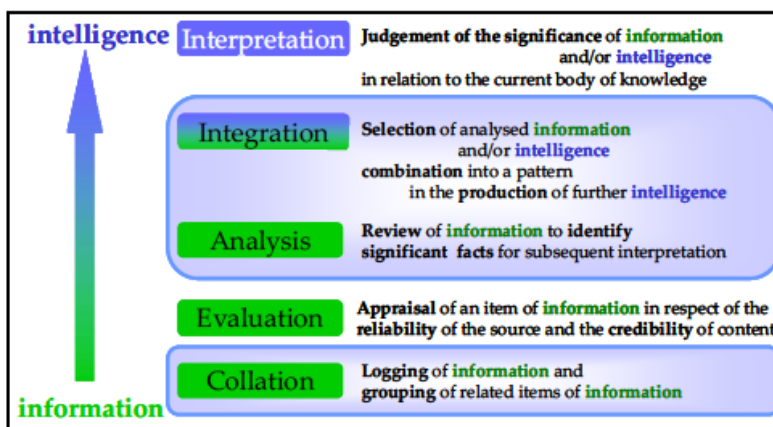 intelligence
Interpretation
Judgement of the significance of information
and/or intelligence
in relation to the current body of knowledge
Integration
Selection of analysed information
and/or intelligence
combination into a pattern
in the production of further intelligence
Analysis
Review of information to identify
significant facts for subsequent interpretation
Evaluation
Appraisal of an item of information in respect of the
reliability of the source and the credibility of content
Collation
Logging of information and
grouping of related items of information
information